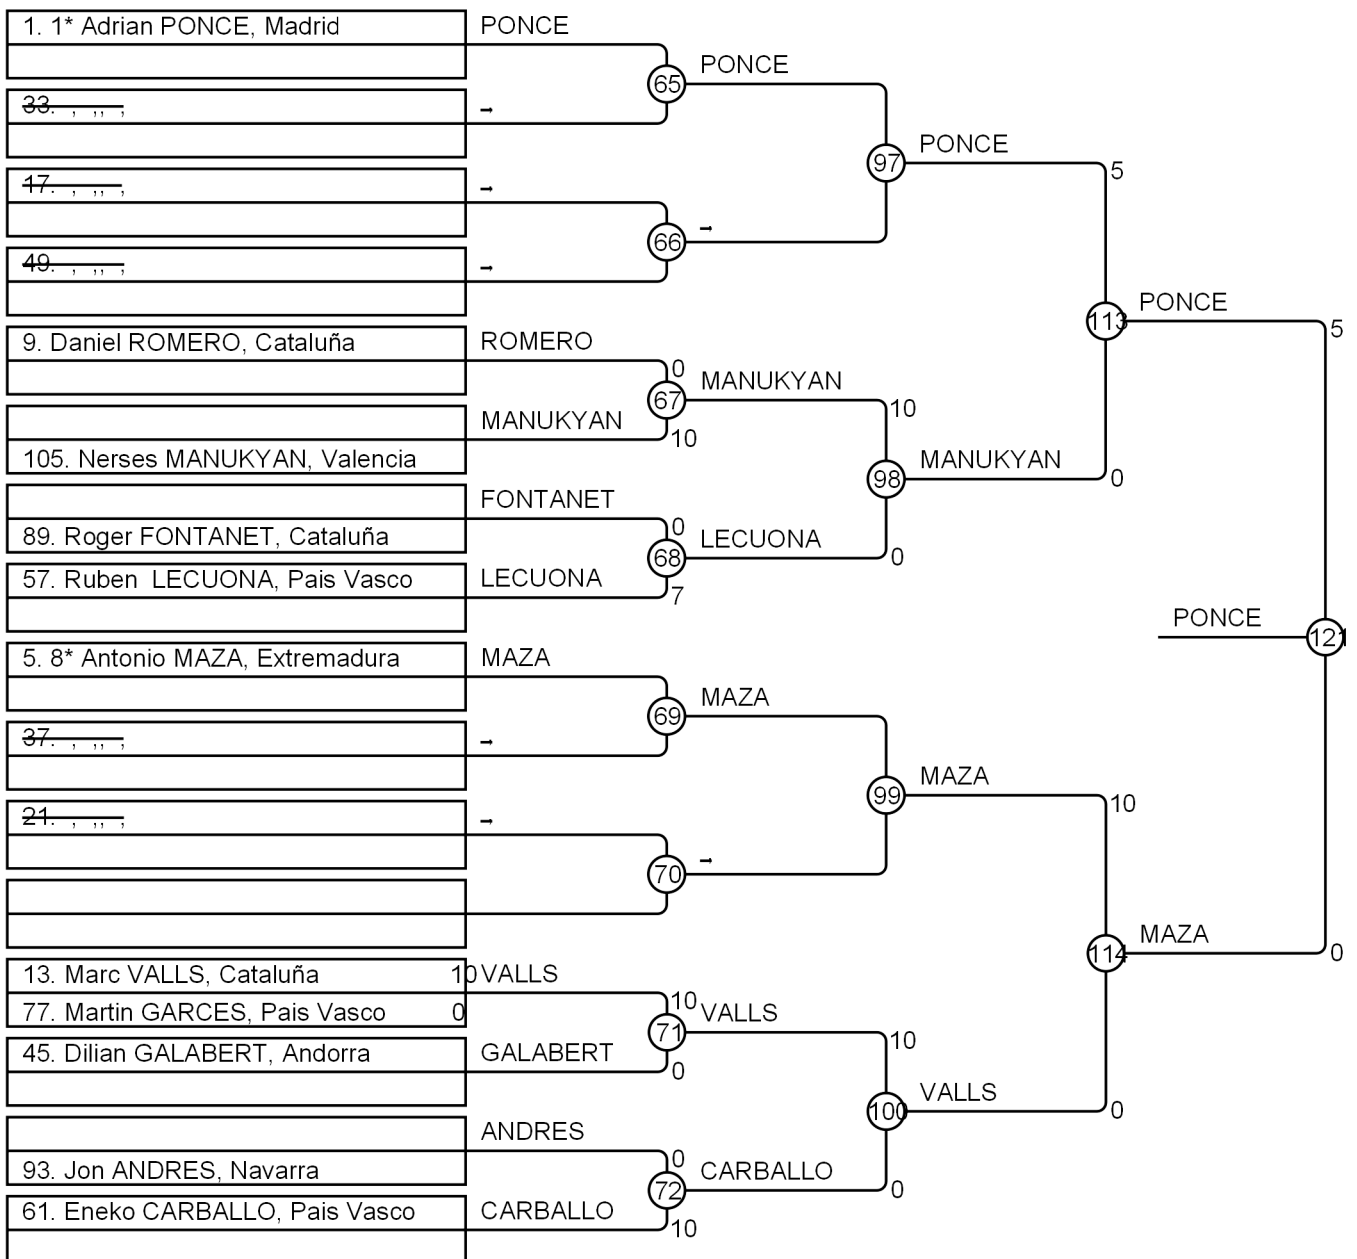 1. 1* Adrian PONCE, Madrid
PONCE
65
PONCE
33. , ,, ,
97
PONCE
5
17. , ,, ,
66
49. , ,, ,
113
PONCE
5
9. Daniel ROMERO, Cataluña
ROMERO
0
67
MANUKYAN
10
MANUKYAN
10
105. Nerses MANUKYAN, Valencia
98
MANUKYAN
0
FONTANET
0
89. Roger FONTANET, Cataluña
68
LECUONA
0
57. Ruben LECUONA, Pais Vasco
LECUONA
7
PONCE
121
5. 8* Antonio MAZA, Extremadura
MAZA
69
MAZA
37. , ,, ,
99
MAZA
10
21. , ,, ,
70
114
MAZA
0
13. Marc VALLS, Cataluña
10
VALLS
10
77. Martin GARCES, Pais Vasco
0
71
VALLS
10
45. Dilian GALABERT, Andorra
GALABERT
0
100
VALLS
0
ANDRES
0
93. Jon ANDRES, Navarra
72
CARBALLO
0
61. Eneko CARBALLO, Pais Vasco
CARBALLO
10